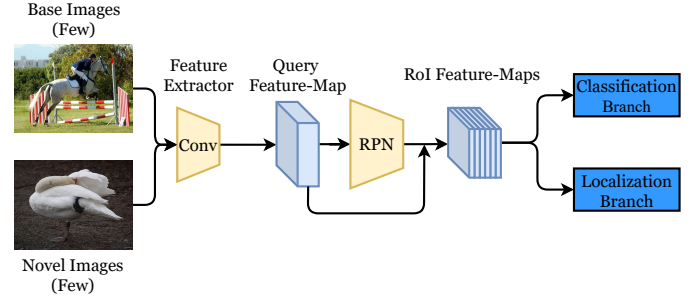 Base Images
(Few)
Feature
Extractor
Query
Feature-Map
RoI Feature-Maps
Classification
Branch
Conv
RPN
Localization
Branch
Novel Images
(Few)